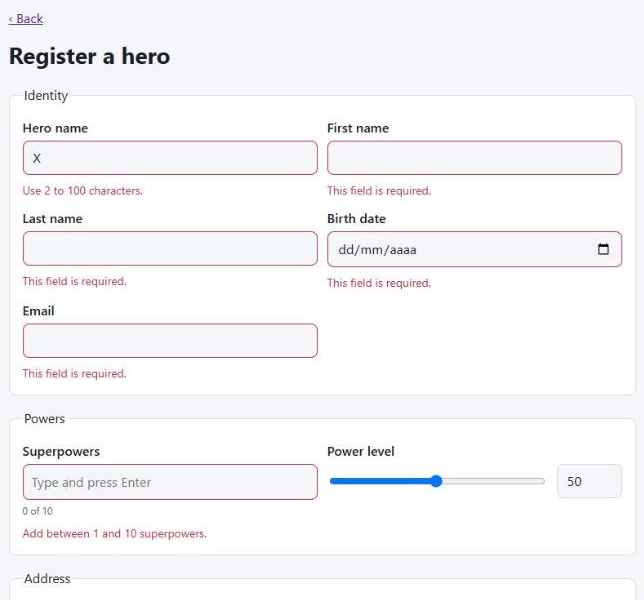 ‹ Back
Register a hero
Identity
Hero name
X
Use 2 to 100 characters.
First name
This field is required.
Last name
This field is required.
Birth date
dd/mm/aaaa
This field is required.
Email
This field is required.
Powers
Superpowers
Type and press Enter
0 of 10
Add between 1 and 10 superpowers.
Power level
50
Address